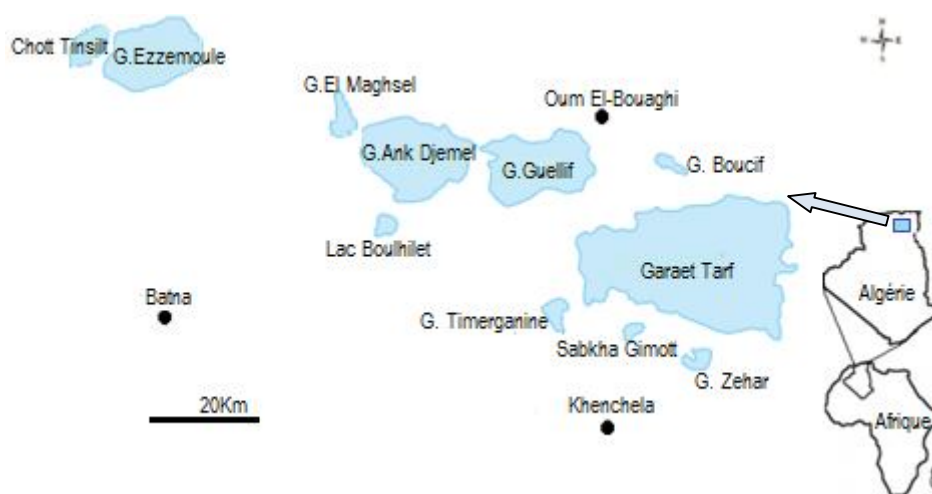 Chott Tinsilt
G.Ezzemoule
G.El Maghsel
Oum El-Bouaghi
G.Ank Djemel
G.Guellif
G. Boucif
Lac Boulhilet
Garaet Tarf
Algérie
Batna
G. Timerganine
Sabkha Gimott
G. Zehar
20Km
Khenchela
Afrique